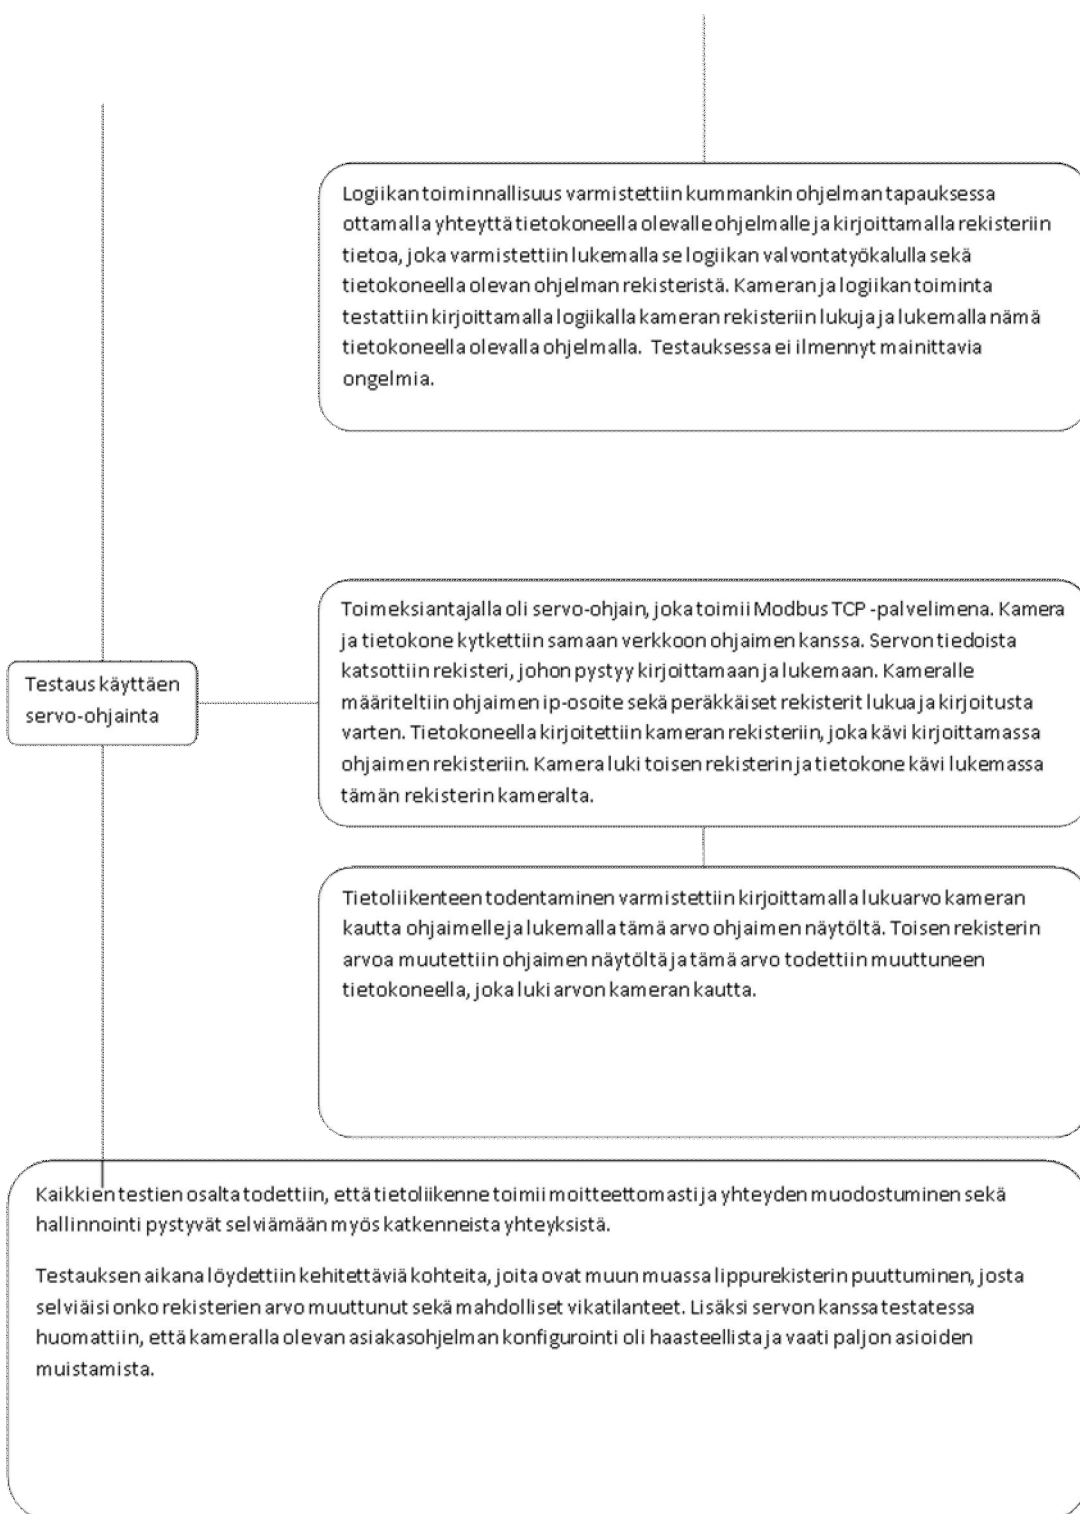 Logiikan toiminnallisuus varmistettiin kummankin ohjelman tapauksessa
ottamalla yhteyttä tietokoneella olevalle ohjelmalle ja kirjoittamalla rekisteriin
tietoa, joka varmistettiin lukemalla se logiikan valvontatyökalulla sekä
tietokoneella olevan ohjelman rekisteristä. Kameran ja logiikan toiminta
testattiin kirjoittamalla logiikalla kameran rekisteriin lukuja ja lukemalla nämä
tietokoneella olevalla ohjelmalla. Testauksessa ei ilmennyt mainittavia
ongelmia.
Testaus käyttäen
servo-ohjainta
Toimeksiantajalla oli servo-ohjain, joka toimii Modbus TCP -palvelimena. Kamera
ja tietokone kytkettiin samaan verkkoon ohjaimen kanssa. Servon tiedoista
katsottiin rekisteri, johon pystyy kirjoittamaan ja lukemaan. Kameralle
määriteltiin ohjaimen ip-osoite sekä peräkkäiset rekisterit lukua ja kirjoitusta
varten. Tietokoneella kirjoitettiin kameran rekisteriin, joka kävi kirjoittamassa
ohjaimen rekisteriin. Kamera luki toisen rekisterin ja tietokone kävi lukemassa
tämän rekisterin kameralta.
Tietoliikenteen todentaminen varmistettiin kirjoittamalla lukuarvo kameran
kautta ohjaimelle ja lukemalla tämä arvo ohjaimen näytöltä. Toisen rekisterin
arvoa muutettiin ohjaimen näytöltä ja tämä arvo todettiin muuttuneen
tietokoneella, joka luki arvon kameran kautta.
Kaikkien testien osalta todettiin, että tietoliikenne toimii moitteettomasti ja yhteyden muodostuminen sekä
hallinnointi pystyvät selviämään myös katkenneista yhteyksistä.
Testauksen aikana löydettiin kehitettäviä kohteita, joita ovat muun muassa lippurekisterin puuttuminen, josta
selviäisi onko rekisterien arvo muuttunut sekä mahdolliset vikatilanteet. Lisäksi servon kanssa testatessa
huomattiin, että kameralla olevan asiakasohjelman konfigurointi oli haasteellista ja vaati paljon asioiden
muistamista.